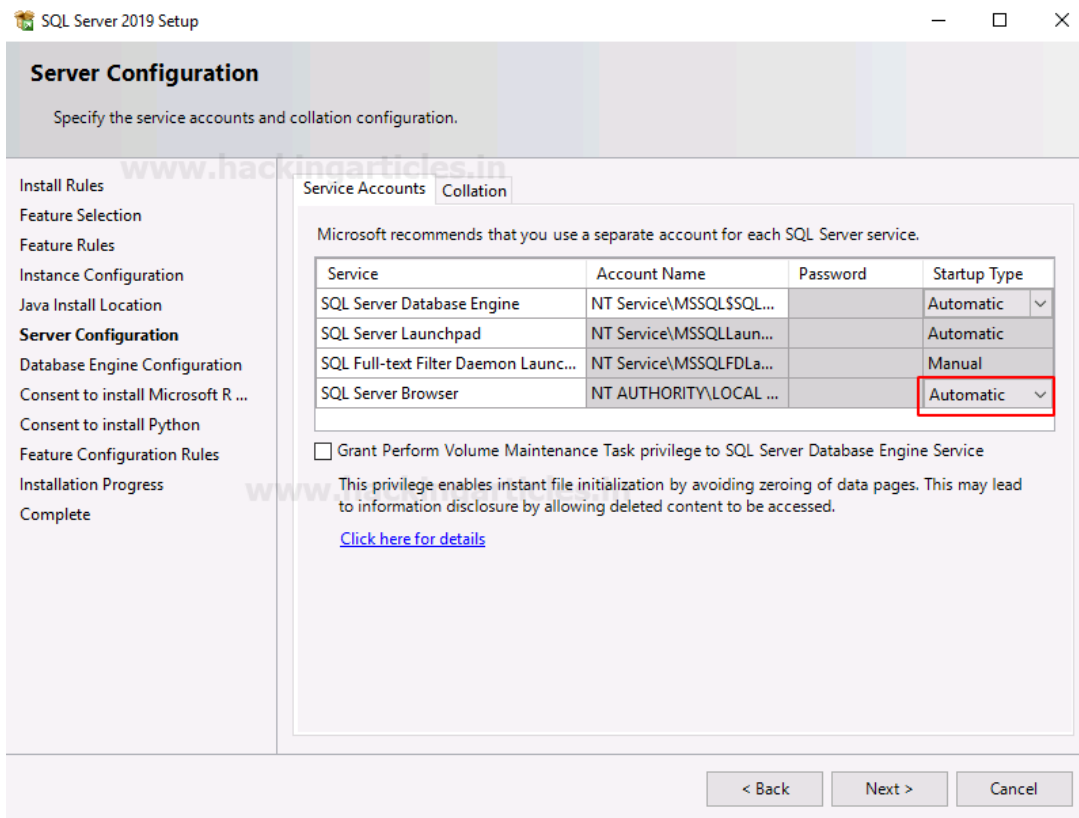 SQL Server 2019 Setup
Server Configuration
Specify the service accounts and collation configuration.
www.hackingarticles.in
Install Rules
Feature Selection
Feature Rules
Instance Configuration
Java Install Location
Server Configuration
Database Engine Configuration
Consent to install Microsoft R ...
Consent to install Python
Feature Configuration Rules
Installation Progress
Complete
Service Accounts Collation
Microsoft recommends that you use a separate account for each SQL Server service.
Service Account Name Password Startup Type
SQL Server Database Engine NT Service\MSSQL$SQL... Automatic
SQL Server Launchpad NT Service\MSSQLLaun... Automatic
SQL Full-text Filter Daemon Launc... NT Service\MSSQLFDLa... Manual
SQL Server Browser NT AUTHORITY\LOCAL ... Automatic
Grant Perform Volume Maintenance Task privilege to SQL Server Database Engine Service
www.hackingarticles.in
This privilege enables instant file initialization by avoiding zeroing of data pages. This may lead
to information disclosure by allowing deleted content to be accessed.
Click here for details
< Back Next > Cancel